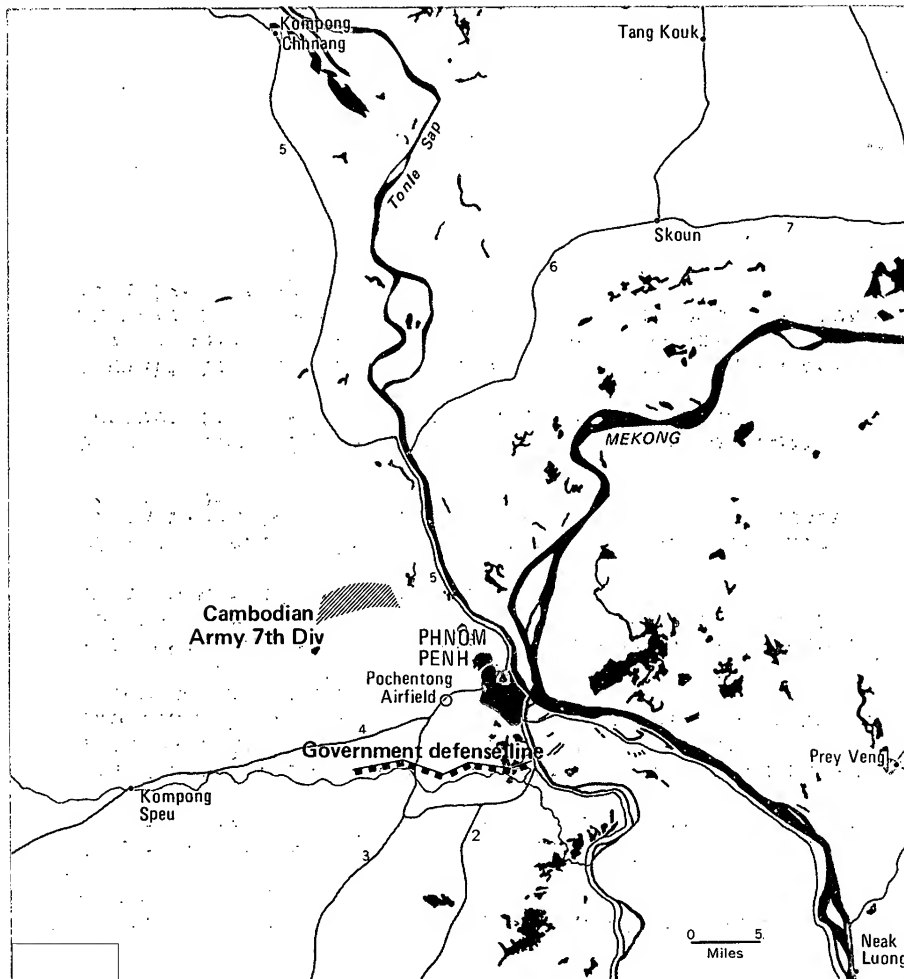 Kompong
Chhnang
Tang Kouk
5
Tonle Sap
Skoun
7
6
MEKONG
5
Cambodian
Army 7th Div
PHNÔM
PENH
Pochentong
Airfield
4
Government defense line
Prey Veng
Kompong
Speu
2
3
0 5
Miles
Neak
Luong